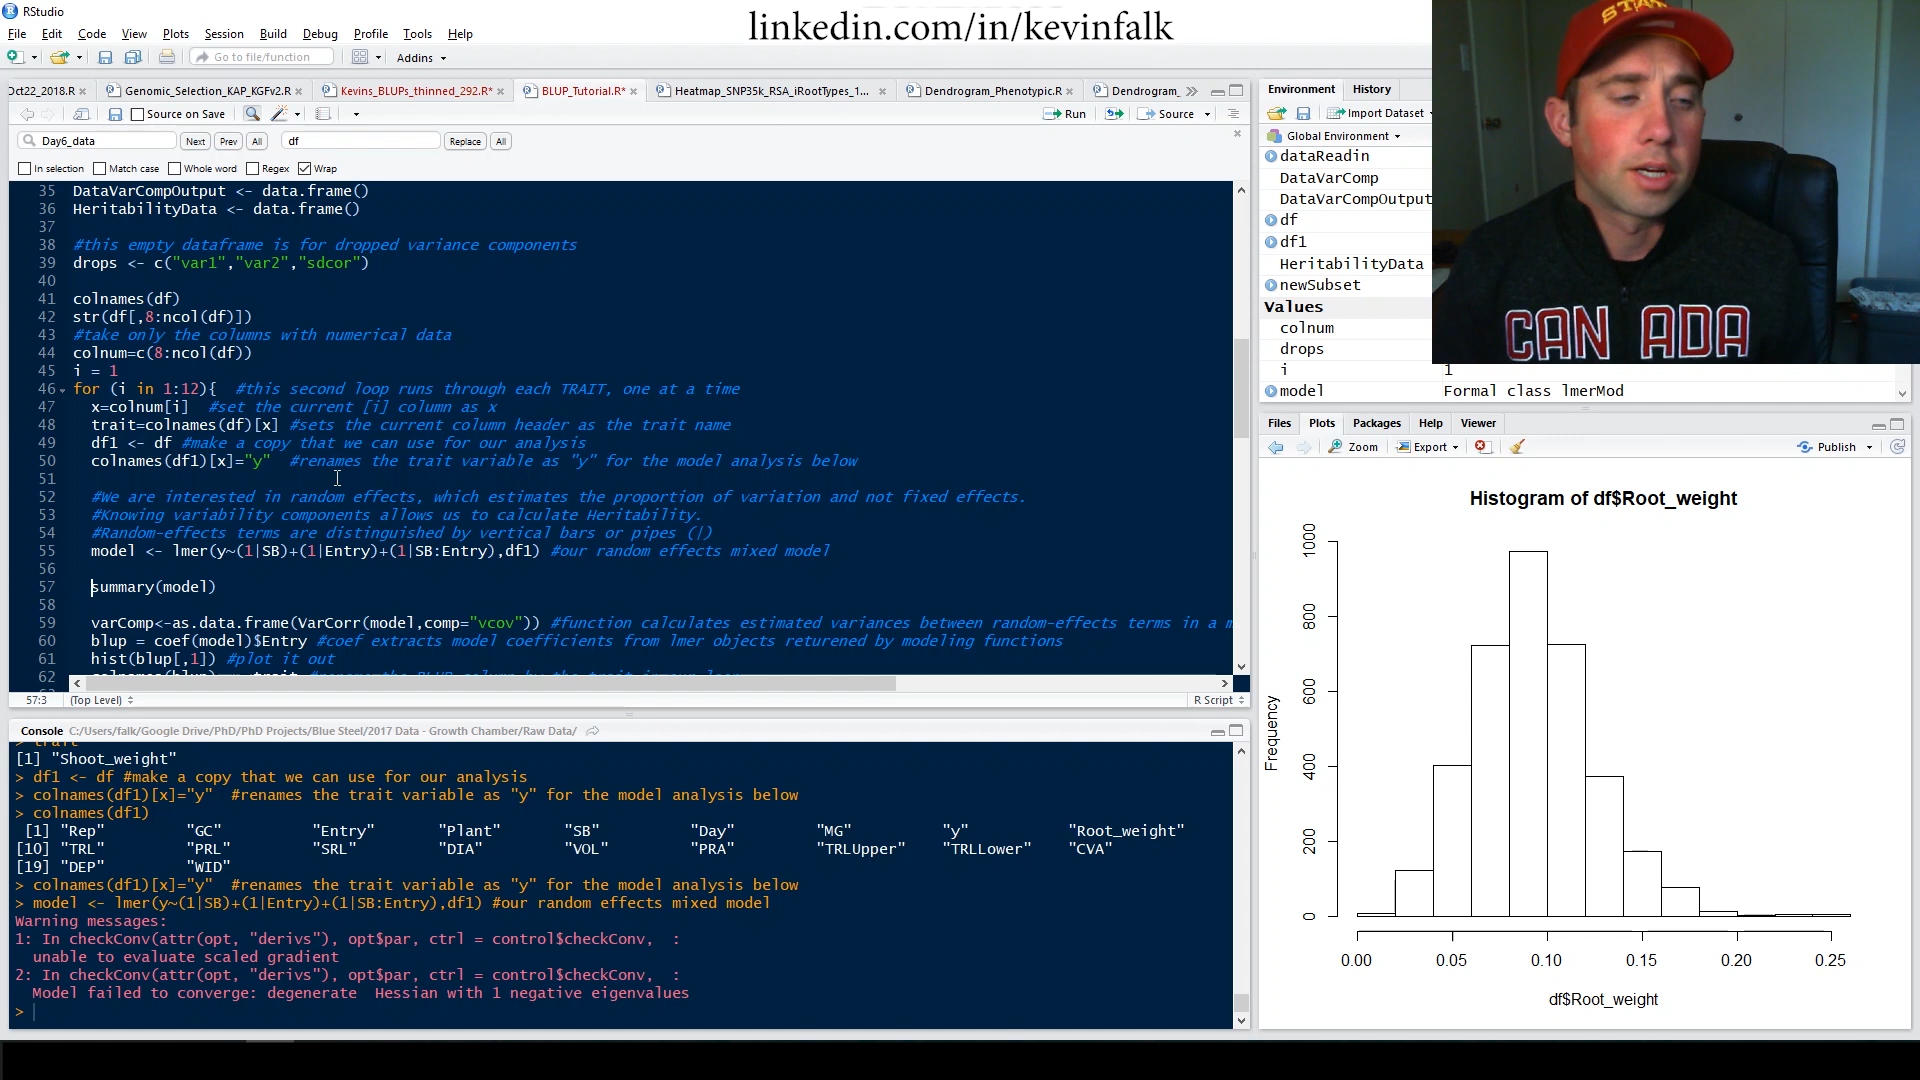 RStudio
linkedin.com/in/kevinfalk
File Edit Code View Plots Session Build Debug Profile Tools Help
Go to file/function Addins
Oct22_2018.R Genomic_Selection_KAP_KGFv2.R Kevins_BLUPs_thinned_292.R* BLUP_Tutorial.R* Heatmap_SNP35k_RSA_iRootTypes_1... Dendrogram_Phenotypic.R Dendrogram_
Source on Save Run Source
Day6_data Next Prev All df Replace All
In selection Match case Whole word Regex Wrap
35 DataVarCompOutput <- data.frame()
36 HeritabilityData <- data.frame()
37
38 #this empty dataframe is for dropped variance components
39 drops <- c("var1","var2","sdcor")
40
41 colnames(df)
42 str(df[,8:ncol(df)])
43 #take only the columns with numerical data
44 colnum=c(8:ncol(df))
45 i = 1
46 for (i in 1:12){ #this second loop runs through each TRAIT, one at a time
47 x=colnum[i] #set the current [i] column as x
48 trait=colnames(df)[x] #sets the current column header as the trait name
49 df1 <- df #make a copy that we can use for our analysis
50 colnames(df1)[x]="y" #renames the trait variable as "y" for the model analysis below
51
52 #We are interested in random effects, which estimates the proportion of variation and not fixed effects.
53 #Knowing variability components allows us to calculate Heritability.
54 #Random-effects terms are distinguished by vertical bars or pipes (|)
55 model <- lmer(y~(1|SB)+(1|Entry)+(1|SB:Entry),df1) #our random effects mixed model
56
57 summary(model)
58
59 varComp<-as.data.frame(VarCorr(model,comp="vcov")) #function calculates estimated variances between random-effects terms in a m
60 blup = coef(model)$Entry #coef extracts model coefficients from lmer objects returened by modeling functions
61 hist(blup[,1]) #plot it out
62
57:3 (Top Level) R Script
Console C:/Users/falk/Google Drive/PhD/PhD Projects/Blue Steel/2017 Data - Growth Chamber/Raw Data/
> trait
[1] "Shoot_weight"
> df1 <- df #make a copy that we can use for our analysis
> colnames(df1)[x]="y" #renames the trait variable as "y" for the model analysis below
> colnames(df1)
[1] "Rep" "GC" "Entry" "Plant" "SB" "Day" "MG" "y" "Root_weight"
[10] "TRL" "PRL" "SRL" "DIA" "VOL" "PRA" "TRLUpper" "TRLLower" "CVA"
[19] "DEP" "WID"
> colnames(df1)[x]="y" #renames the trait variable as "y" for the model analysis below
> model <- lmer(y~(1|SB)+(1|Entry)+(1|SB:Entry),df1) #our random effects mixed model
Warning messages:
1: In checkConv(attr(opt, "derivs"), opt$par, ctrl = control$checkConv, :
unable to evaluate scaled gradient
2: In checkConv(attr(opt, "derivs"), opt$par, ctrl = control$checkConv, :
Model failed to converge: degenerate Hessian with 1 negative eigenvalues
>
Environment History
Import Dataset
Global Environment
dataReadin
DataVarComp
DataVarCompOutput
df
df1
HeritabilityData
newSubset
Values
colnum
drops
i 1
model Formal class lmerMod
STATE
CANADA
Files Plots Packages Help Viewer
Zoom Export Publish
Histogram of df$Root_weight
Frequency
1000
800
600
400
200
0
0.00 0.05 0.10 0.15 0.20 0.25
df$Root_weight